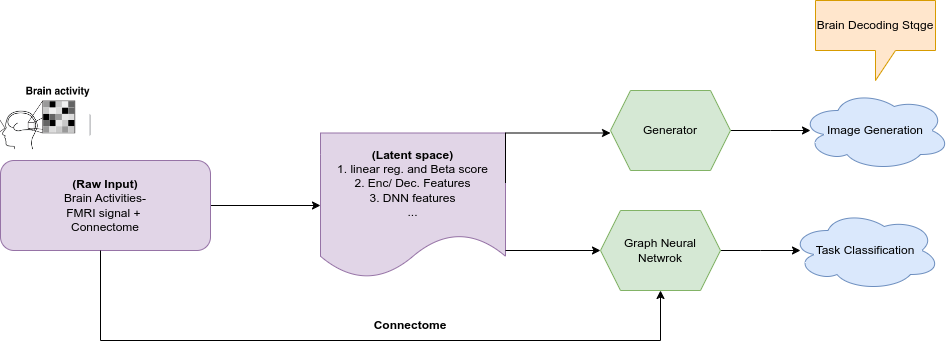 Brain Decoding Stqge
Brain activity
Generator
Image Generation
(Latent space)
1. linear reg. and Beta score
2. Enc/ Dec. Features
3. DNN features
...
(Raw Input)
Brain Activities-
FMRI signal +
Connectome
Graph Neural
Netwrok
Task Classification
Connectome